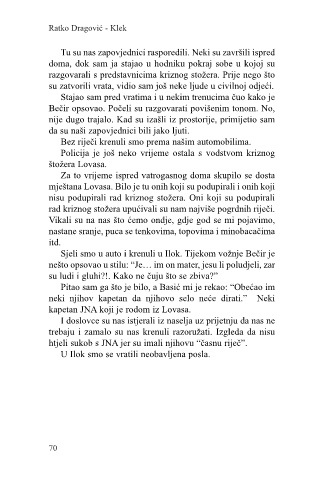 Ratko Dragović - Klek
Tu su nas zapovjednici rasporedili. Neki su završili ispred
doma, dok sam ja stajao u hodniku pokraj sobe u kojoj su
razgovarali s predstavnicima kriznog stožera. Prije nego što
su zatvorili vrata, vidio sam još neke ljude u civilnoj odjeći.
Stajao sam pred vratima i u nekim trenucima čuo kako je
Bečir opsovao. Počeli su razgovarati povišenim tonom. No,
nije dugo trajalo. Kad su izašli iz prostorije, primijetio sam
da su naši zapovjednici bili jako ljuti.
Bez riječi krenuli smo prema našim automobilima.
Policija je još neko vrijeme ostala s vodstvom kriznog
stožera Lovasa.
Za to vrijeme ispred vatrogasnog doma skupilo se dosta
mještana Lovasa. Bilo je tu onih koji su podupirali i onih koji
nisu podupirali rad kriznog stožera. Oni koji su podupirali
rad kriznog stožera upućivali su nam najviše pogrdnih riječi.
Vikali su na nas što ćemo ondje, gdje god se mi pojavimo,
nastane sranje, puca se tenkovima, topovima i minobacačima
itd.
Sjeli smo u auto i krenuli u Ilok. Tijekom vožnje Bečir je
nešto opsovao u stilu: “Je… im on mater, jesu li poludjeli, zar
su ludi i gluhi?!. Kako ne čuju što se zbiva?”
Pitao sam ga što je bilo, a Basić mi je rekao: “Obećao im
neki njihov kapetan da njihovo selo neće dirati.” Neki
kapetan JNA koji je rodom iz Lovasa.
I doslovce su nas istjerali iz naselja uz prijetnju da nas ne
trebaju i zamalo su nas krenuli razoružati. Izgleda da nisu
htjeli sukob s JNA jer su imali njihovu “časnu riječ”.
U Ilok smo se vratili neobavljena posla.
70